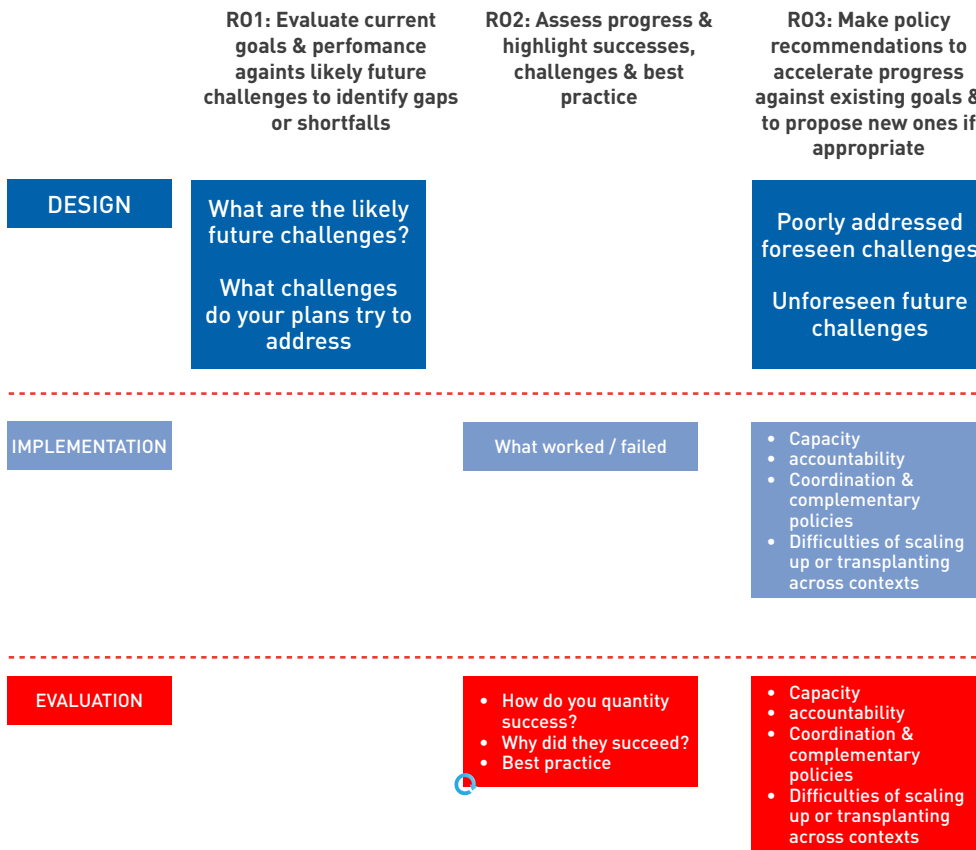 RO1: Evaluate current
goals & perfomance
againts likely future
challenges to identify gaps
or shortfalls
RO2: Assess progress &
highlight successes,
challenges & best
practice
RO3: Make policy
recommendations to
accelerate progress
against existing goals &
to propose new ones if
appropriate
DESIGN
What are the likely
future challenges?
What challenges
do your plans try to
address
Poorly addressed
foreseen challenges
Unforeseen future
challenges
IMPLEMENTATION
What worked / failed
• Capacity
• accountability
• Coordination &
complementary
policies
• Difficulties of scaling
up or transplanting
across contexts
EVALUATION
• How do you quantity
success?
• Why did they succeed?
• Best practice
• Capacity
• accountability
• Coordination &
complementary
policies
• Difficulties of scaling
up or transplanting
across contexts